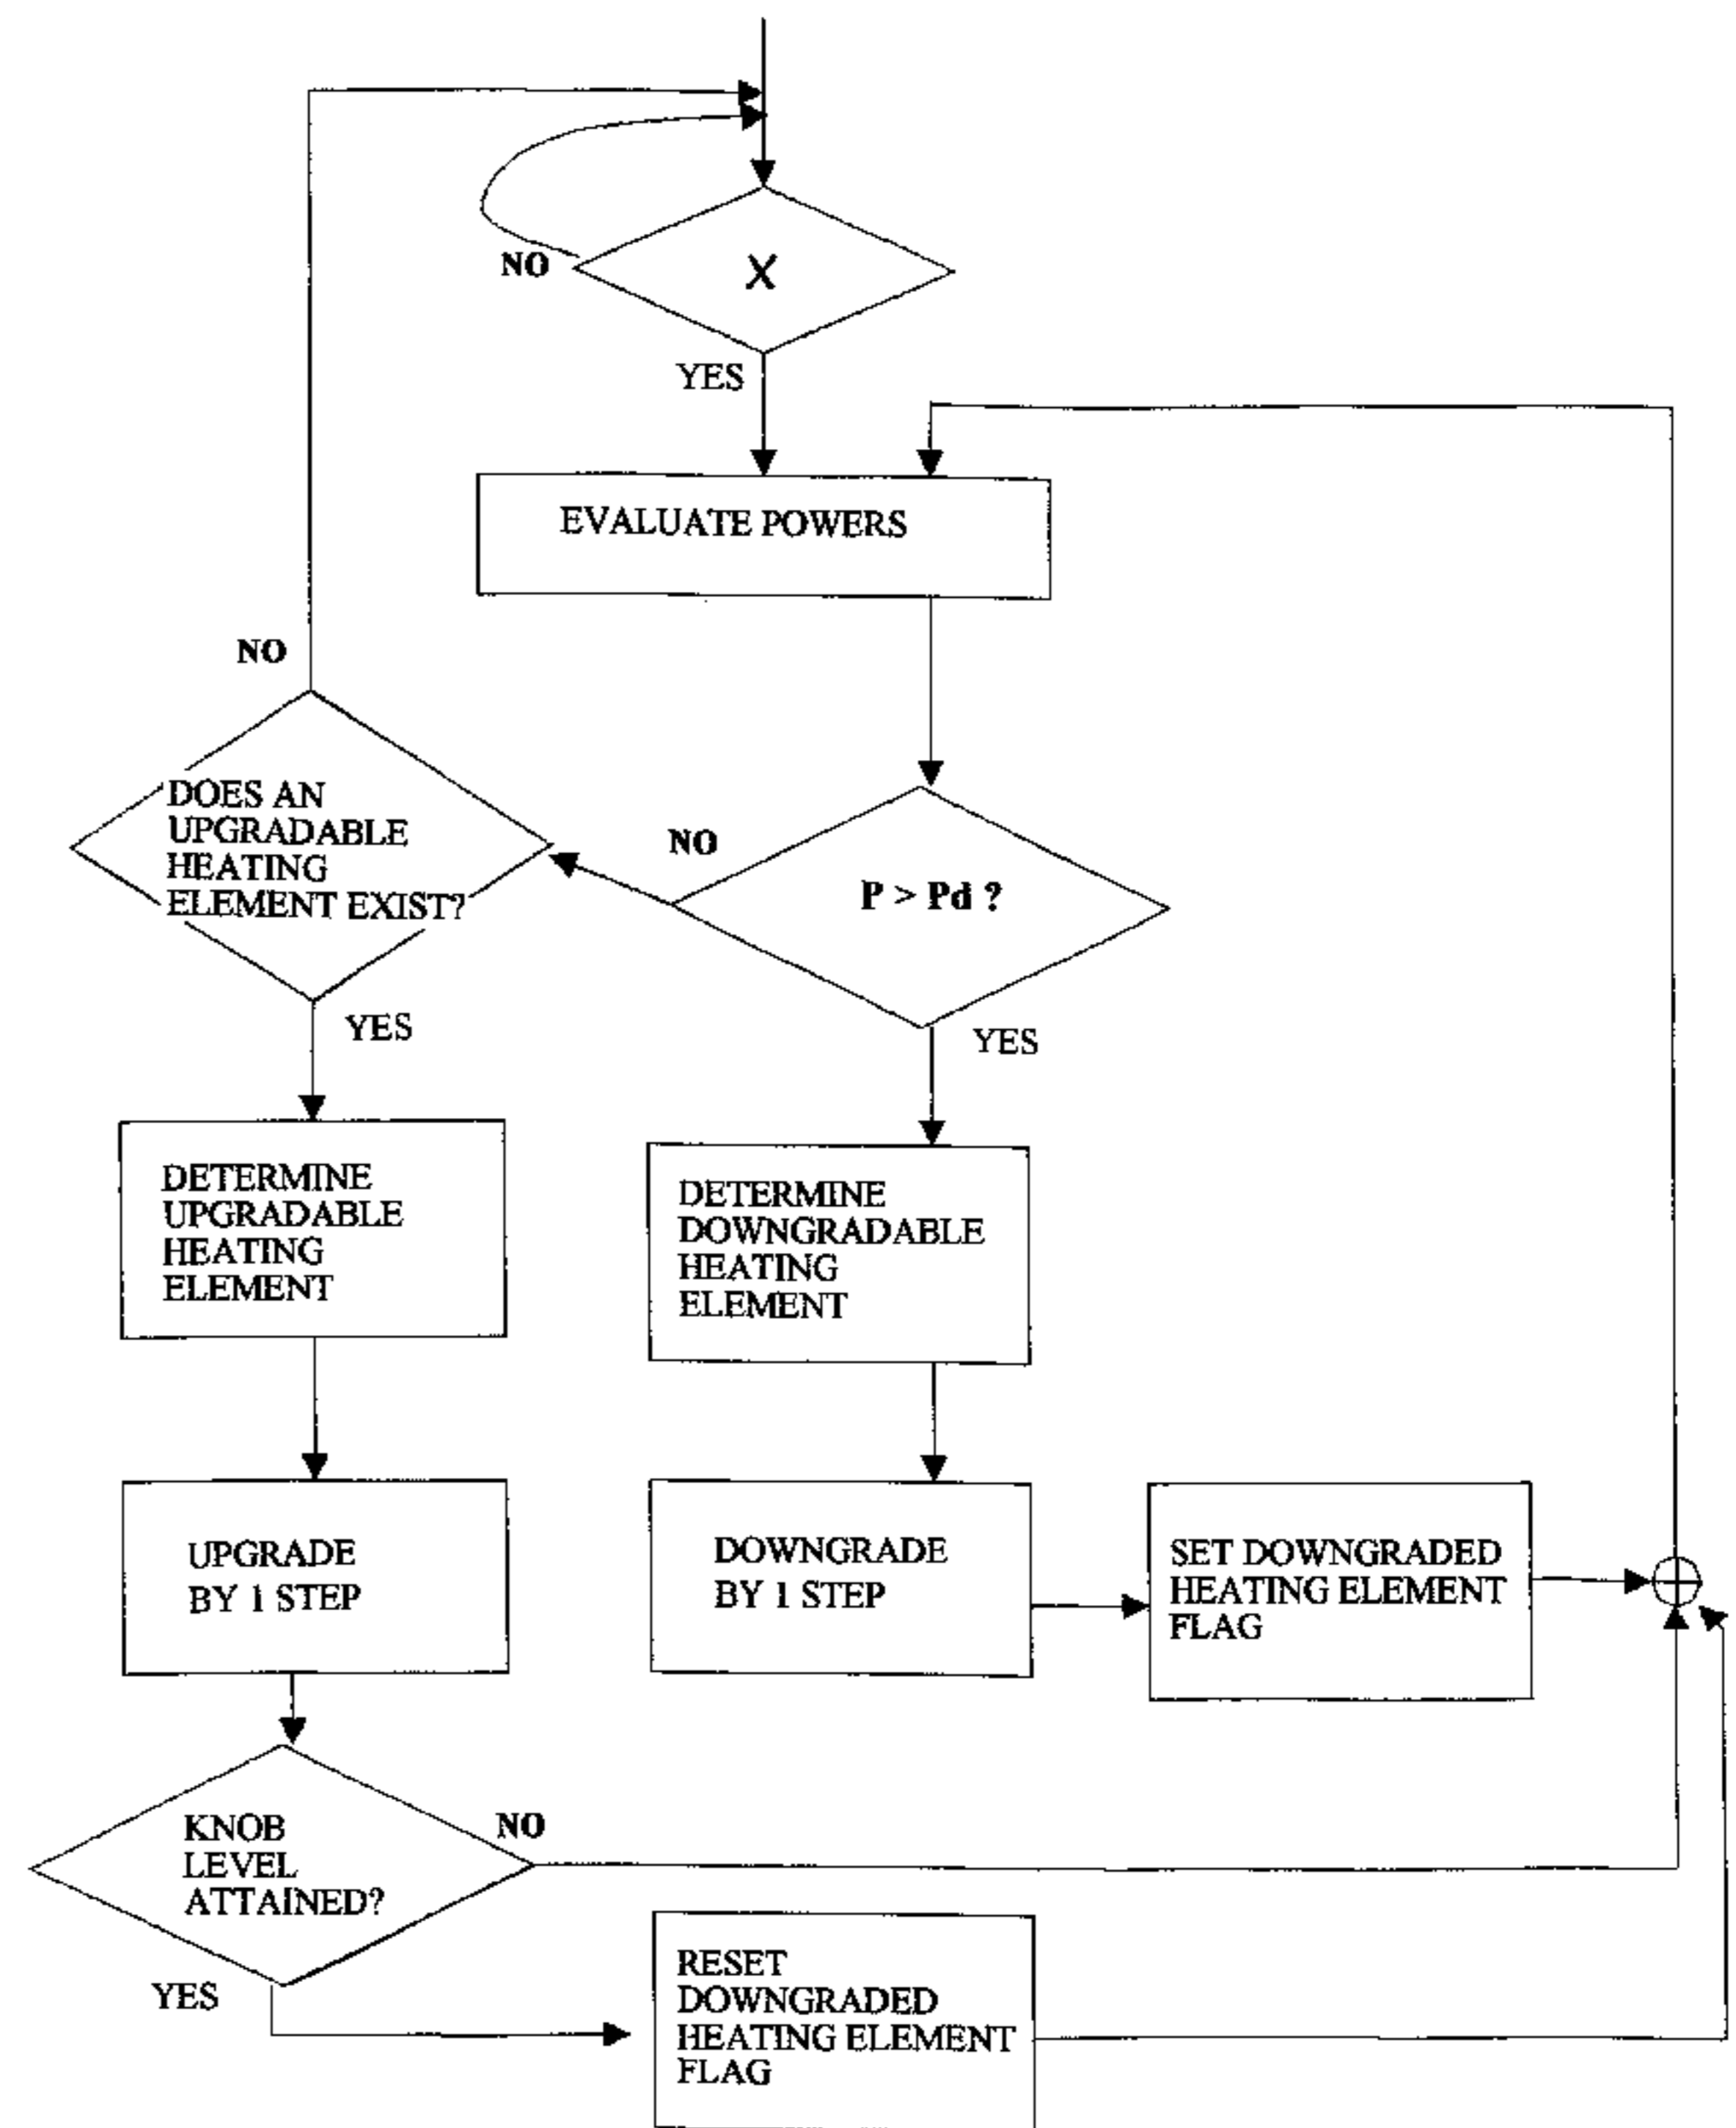 NO
X
YES
EVALUATE POWERS
NO
DOES AN
UPGRADABLE
HEATING
ELEMENT EXIST?
NO
P > Pd ?
YES
YES
DETERMINE
UPGRADABLE
HEATING
ELEMENT
DETERMINE
DOWNGRADABLE
HEATING
ELEMENT
UPGRADE
BY 1 STEP
DOWNGRADE
BY 1 STEP
SET DOWNGRADED
HEATING ELEMENT
FLAG
KNOB
LEVEL
ATTAINED?
NO
YES
RESET
DOWNGRADED
HEATING ELEMENT
FLAG